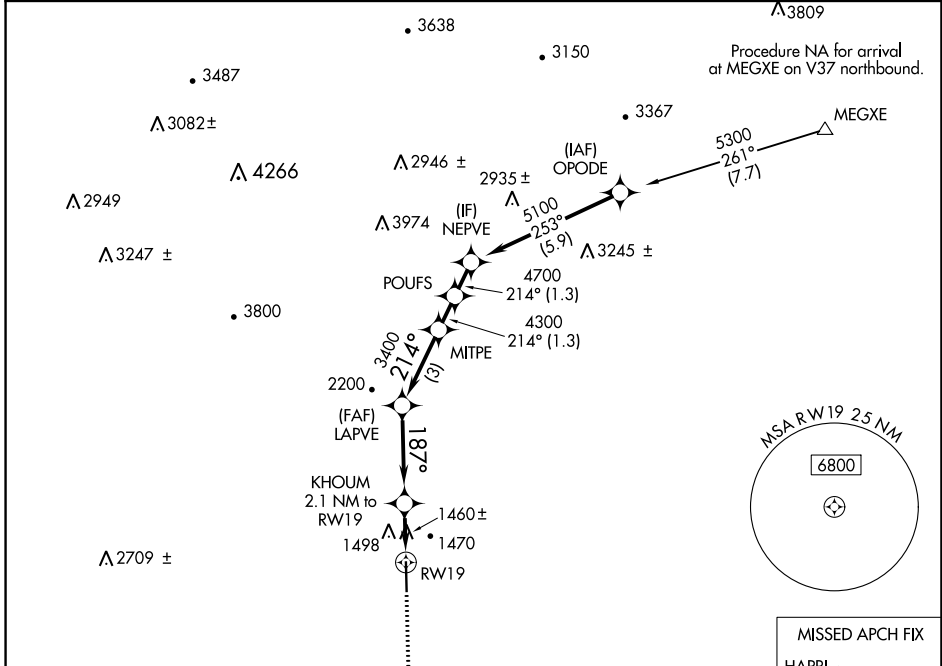 3809
3638
3150
Procedure NA for arrival
at MEGXE on V37 northbound.
3487
3367
MEGXE
3082±
5300
261°
(7.7)
(IAF)
OPODE
4266
2946 ±
2935 ±
2949
5100
253°
(5.9)
(IF)
NEPVE
3974
3247 ±
3245 ±
POUFS
4700
214° (1.3)
3800
4300
214° (1.3)
MITPE
3400
214°
(3)
2200
(FAF)
LAPVE
187°
MSA RW19 25 NM
6800
KHOUM
2.1 NM to
RW19
1460±
1498
1470
2709 ±
RW19
MISSED APCH FIX